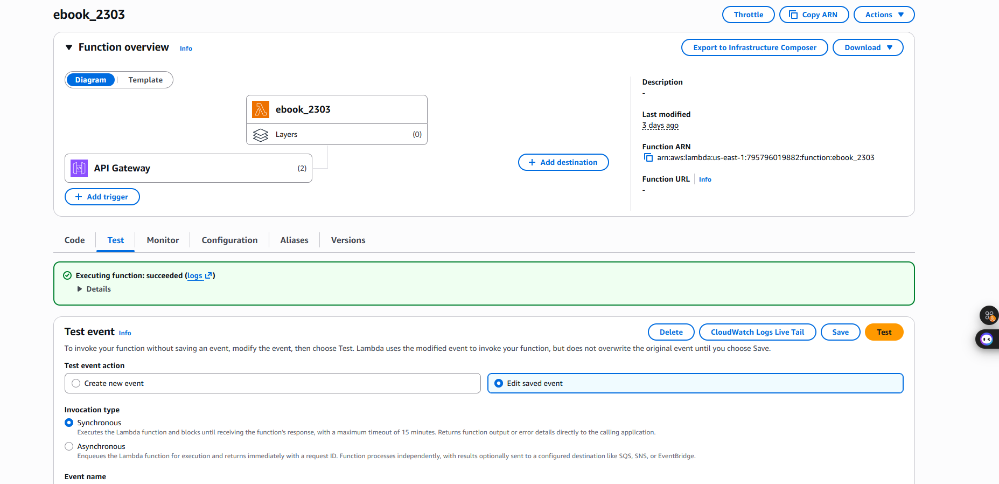 ebook_2303
Throttle
Copy ARN
Actions
Function overview Info
Export to Infrastructure Composer
Download
Diagram
Template
ebook_2303
Layers (0)
API Gateway (2)
Add trigger
Add destination
Description
-
Last modified
3 days ago
Function ARN
arn:aws:lambda:us-east-1:795796019882:function:ebook_2303
Function URL Info
-
Code
Test
Monitor
Configuration
Aliases
Versions
Executing function: succeeded (logs)
Details
Test event Info
Delete
CloudWatch Logs Live Tail
Save
Test
To invoke your function without saving an event, modify the event, then choose Test. Lambda uses the modified event to invoke your function, but does not overwrite the original event until you choose Save.
Test event action
Create new event
Edit saved event
Invocation type
Synchronous
Executes the Lambda function and blocks until receiving the function's response, with a maximum timeout of 15 minutes. Returns function output or error details directly to the calling application.
Asynchronous
Enqueues the Lambda function for execution and returns immediately with a request ID. Function processes independently, with results optionally sent to a configured destination like SQS, SNS, or EventBridge.
Event name